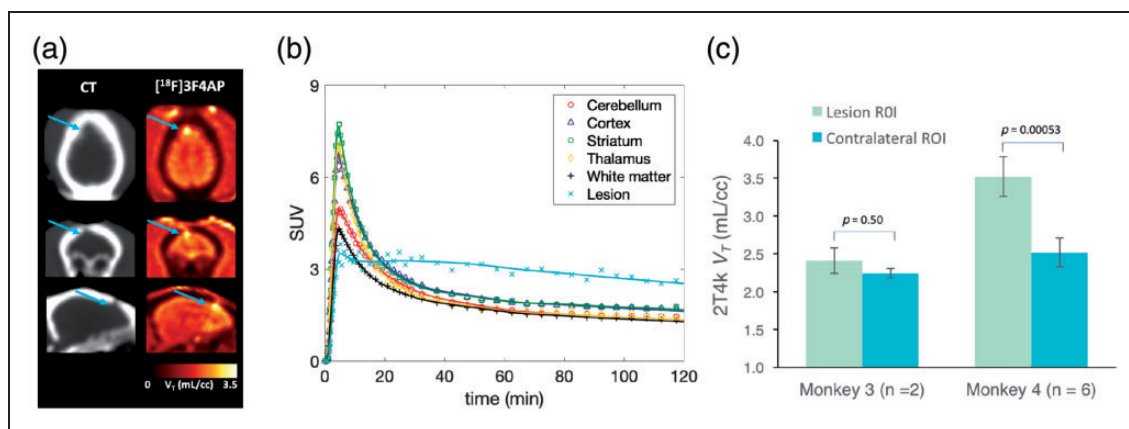 (a)
CT
[¹⁸F]3F4AP
0 V_T (mL/cc) 3.5
(b)
SUV
9
6
3
0
Cerebellum
Cortex
Striatum
Thalamus
White matter
Lesion
0 20 40 60 80 100 120
time (min)
(c)
Lesion R0I
Contralateral ROI
2T4k V_T (mL/cc)
4.0
3.5
3.0
2.5
2.0
1.5
1.0
p = 0.50
p = 0.00053
Monkey 3 (n =2) Monkey 4 (n = 6)